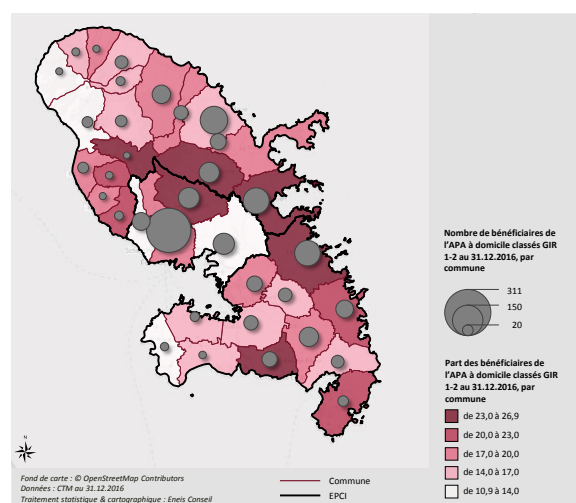 Nombre de bénéficiaires de
l'APA à domicile classés GIR
1-2 au 31.12.2016, par
commune
311
150
20
Part des bénéficiaires de
l'APA à domicile classés GIR
1-2 au 31.12.2016, par
commune
de 23,0 à 26,9
de 20,0 à 23,0
de 17,0 à 20,0
de 14,0 à 17,0
de 10,9 à 14,0
N
Fond de carte : © OpenStreetMap Contributors
Données : CTM au 31.12.2016
Traitement statistique & cartographique : Eneis Conseil
Commune
EPCI